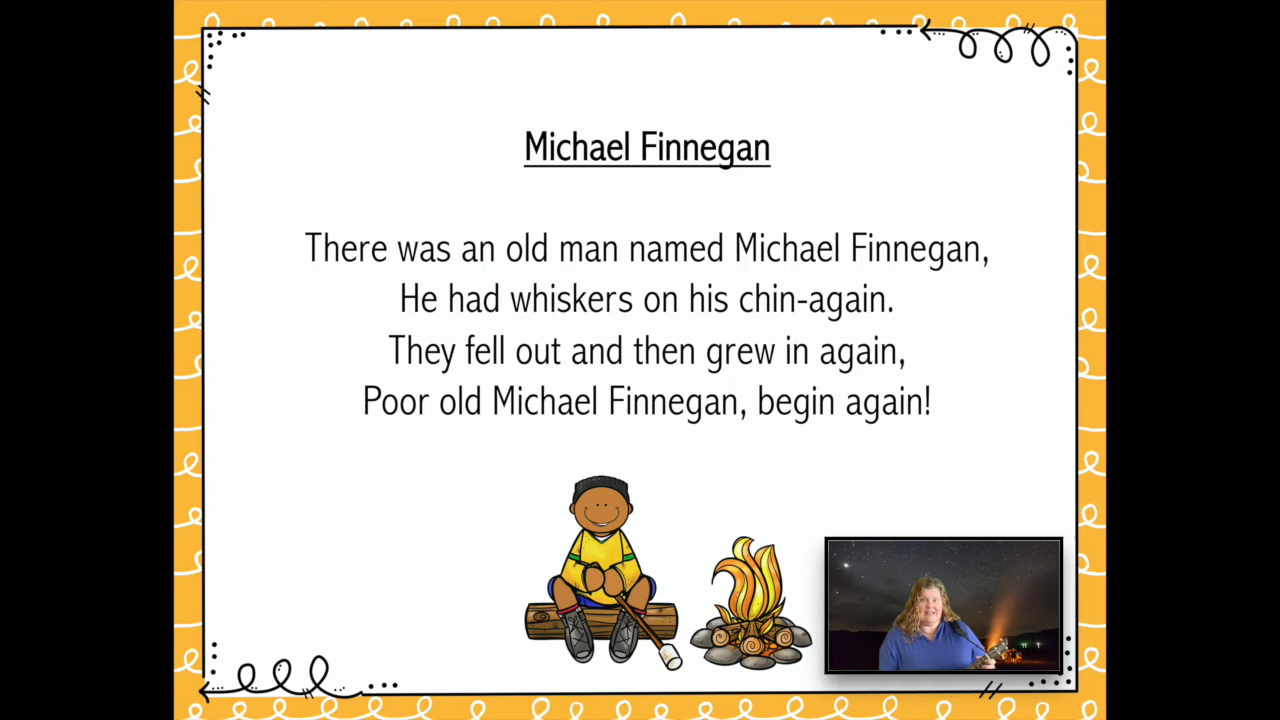 Michael Finnegan
There was an old man named Michael Finnegan,
He had whiskers on his chin-again.
They fell out and then grew in again,
Poor old Michael Finnegan, begin again!